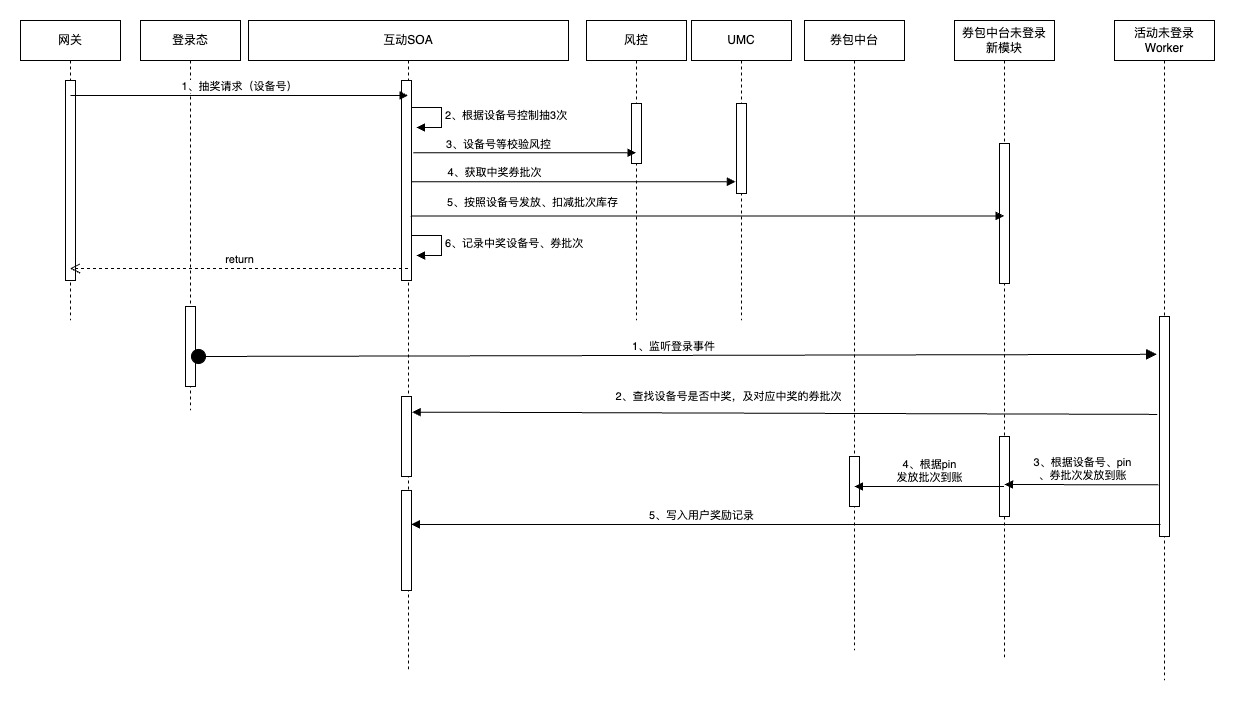 网关
登录态
互动SOA
风控
UMC
券包中台
券包中台未登录
新模块
活动未登录
Worker
1、抽奖请求（设备号）
2、根据设备号控制抽3次
3、设备号等校验风控
4、获取中奖券批次
5、按照设备号发放、扣减批次库存
6、记录中奖设备号、券批次
return
1、监听登录事件
2、查找设备号是否中奖，及对应中奖的券批次
3、根据设备号、pin
、券批次发放到账
4、根据pin
发放批次到账
5、写入用户奖励记录